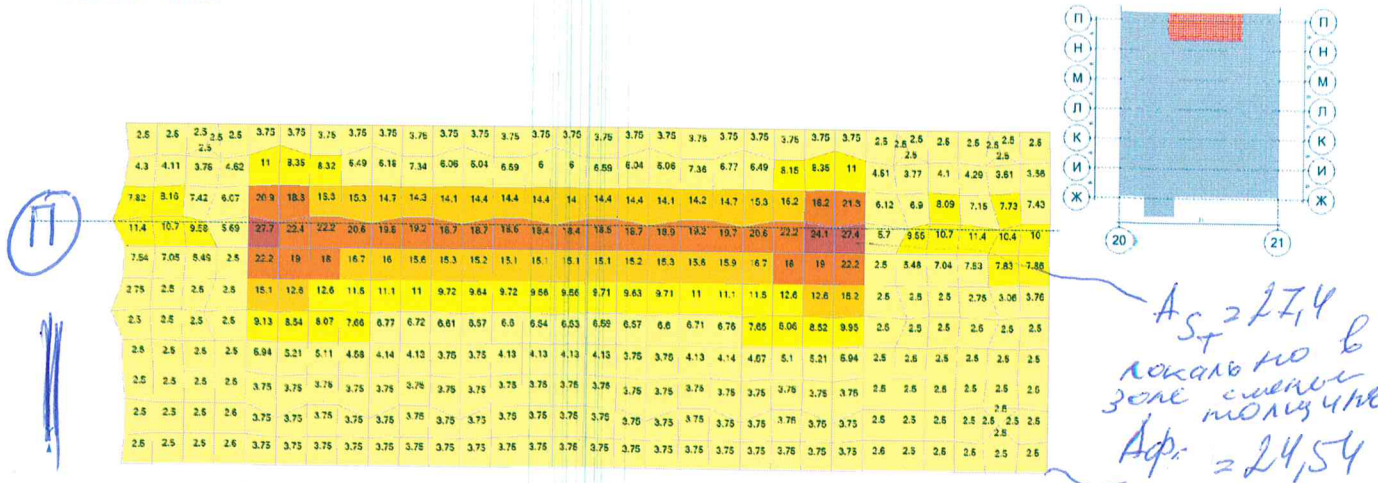 П П
Н Н
М М
Л Л
К К
И И
Ж Ж
20 21
2.5 2.5 2.5 2.5 2.5 3.75 3.75 3.75 3.75 3.75 3.75 3.75 3.75 3.75 3.75 3.75 3.75 3.75 3.75 3.75 3.75 3.75 3.75 3.75 3.75 2.5 2.5 2.5 2.5 2.5 2.5 2.5
2.5 2.5 2.5
4.3 4.11 3.76 4.62 11 8.35 8.32 6.49 6.18 7.34 6.06 6.04 6.59 6 6 6.59 6.04 6.06 7.36 6.77 6.49 8.15 8.35 11 4.61 3.77 4.1 4.29 3.61 3.56
7.82 8.16 7.42 6.07 20.9 18.3 15.3 15.3 14.7 14.3 14.1 14.4 14.4 14.4 14 14.4 14.4 14.1 14.2 14.7 15.3 16.2 18.2 21.3 6.12 6.9 8.09 7.15 7.73 7.43
П
11.4 10.7 9.58 5.69 27.7 22.4 22.2 20.6 19.8 19.2 18.7 18.7 18.6 18.4 18.4 18.5 18.7 18.9 19.2 19.7 20.6 22.2 24.1 27.4 5.7 9.55 10.7 11.4 10.4 10
7.54 7.05 5.49 2.5 22.2 19 18 16.7 16 15.6 15.3 15.2 15.1 15.1 15.1 15.1 15.2 15.3 15.6 15.9 16.7 18 19 22.2 2.5 5.48 7.04 7.53 7.83 7.86
2.75 2.5 2.5 2.5 15.1 12.6 12.6 11.5 11.1 11 9.72 9.64 9.72 9.56 9.56 9.71 9.63 9.71 11 11.1 11.5 12.6 12.6 15.2 2.5 2.5 2.5 2.75 3.06 3.76
2.5 2.5 2.5 2.5 9.13 8.54 8.07 7.66 6.77 6.72 6.61 6.57 6.6 6.54 6.53 6.59 6.57 6.6 6.71 6.76 7.65 8.06 8.52 9.95 2.5 2.5 2.5 2.5 2.5 2.5
2.5 2.5 2.5 2.5 6.94 5.21 5.11 4.58 4.14 4.13 3.75 3.75 4.13 4.13 4.13 4.13 3.75 3.75 4.13 4.14 4.57 5.1 5.21 6.94 2.5 2.5 2.5 2.5 2.5 2.5
2.5 2.5 2.5 2.5 3.75 3.75 3.75 3.75 3.75 3.75 3.75 3.75 3.75 3.75 3.75 3.75 3.75 3.75 3.75 3.75 3.75 3.75 3.75 3.75 2.5 2.5 2.5 2.5 2.5 2.5
2.5 2.5 2.5 2.5 3.75 3.75 3.75 3.75 3.75 3.75 3.75 3.75 3.75 3.75 3.75 3.75 3.75 3.75 3.75 3.75 3.75 3.75 3.75 3.75 2.5 2.5 2.5 2.5 2.5 2.5 2.5
2.5 2.5 2.5 2.5 3.75 3.75 3.75 3.75 3.75 3.75 3.75 3.75 3.75 3.75 3.75 3.75 3.75 3.75 3.75 3.75 3.75 3.75 3.75 3.75 2.5 2.5 2.5 2.5 2.5 2.5
Aₛₜ = 27,4
локально в
зоне смены
толщины
Aф. = 24,54